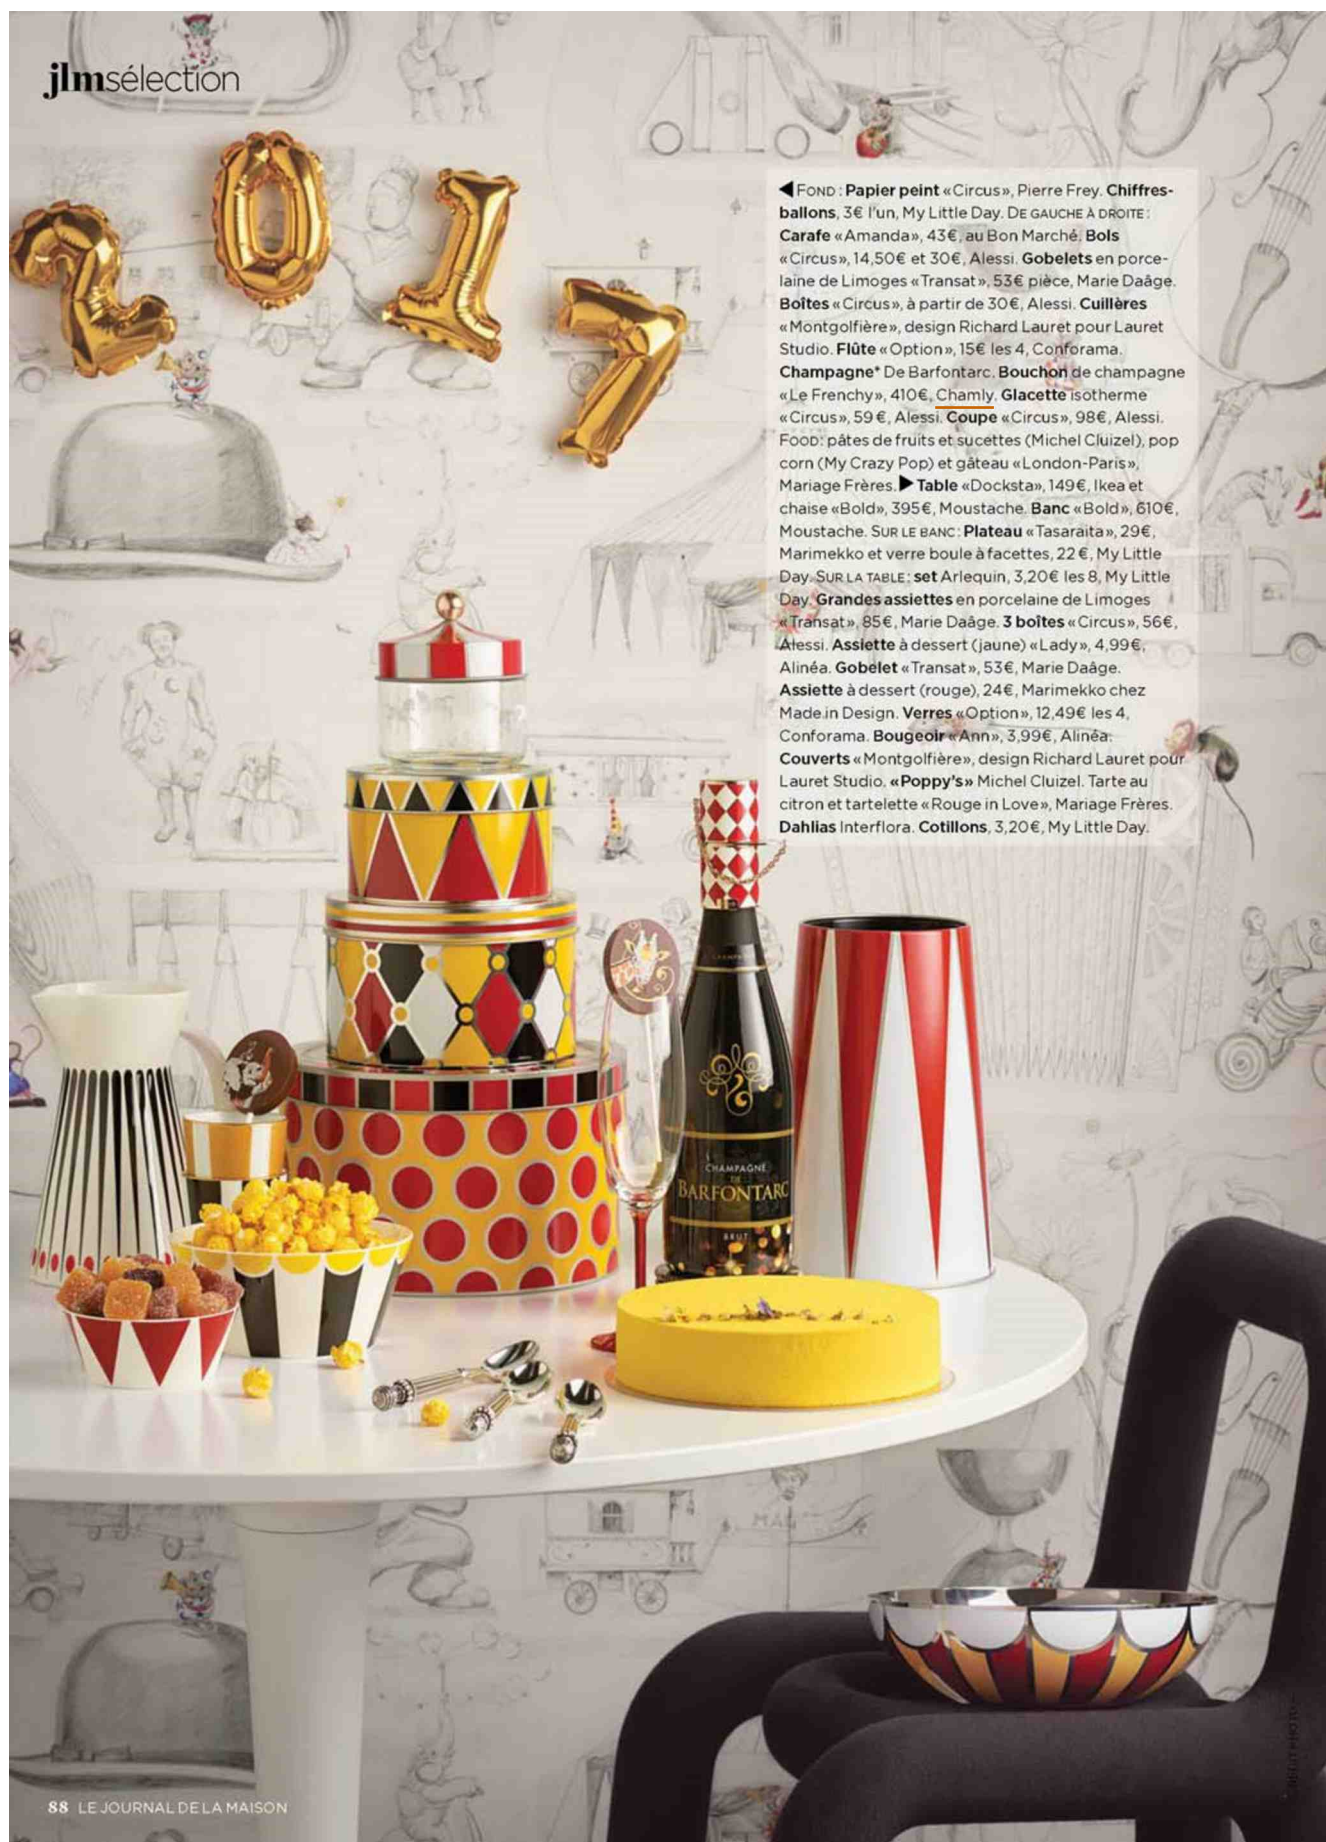 jlmsélection
◀ FOND : Papier peint «Circus», Pierre Frey. Chiffres-
ballons, 3€ l'un, My Little Day. DE GAUCHE À DROITE :
Carafe «Amanda», 43€, au Bon Marché. Bols
«Circus», 14,50€ et 30€, Alessi. Gobelets en porce-
laine de Limoges «Transat», 53€ pièce, Marie Daâge.
Boîtes «Circus», à partir de 30€, Alessi. Cuillères
«Montgolfière», design Richard Lauret pour Lauret
Studio. Flûte «Option», 15€ les 4, Conforama.
Champagne* De Barfontarc. Bouchon de champagne
«Le Frenchy», 410€, Chamly. Glacette isotherme
«Circus», 59€, Alessi. Coupe «Circus», 98€, Alessi.
FOOD: pâtes de fruits et sucettes (Michel Cluizel), pop
corn (My Crazy Pop) et gâteau «London-Paris»,
Mariage Frères. ▶ Table «Docksta», 149€, Ikea et
chaise «Bold», 395€, Moustache. Banc «Bold», 610€,
Moustache. SUR LE BANC: Plateau «Tasaraita», 29€,
Marimekko et verre boule à facettes, 22€, My Little
Day. SUR LA TABLE: set Arlequin, 3,20€ les 8, My Little
Day. Grandes assiettes en porcelaine de Limoges
«Transat», 85€, Marie Daâge. 3 boîtes «Circus», 56€,
Alessi. Assiette à dessert (jaune) «Lady», 4,99€,
Alinéa. Gobelet «Transat», 53€, Marie Daâge.
Assiette à dessert (rouge), 24€, Marimekko chez
Made in Design. Verres «Option», 12,49€ les 4,
Conforama. Bougeoir «Ann», 3,99€, Alinéa.
Couverts «Montgolfière», design Richard Lauret pour
Lauret Studio. «Poppy's» Michel Cluizel. Tarte au
citron et tartelette «Rouge in Love», Mariage Frères.
Dahlias Interflora. Cotillons, 3,20€, My Little Day.
2017
CHAMPAGNE
DE
BARFONTARC
BRUT
88 LE JOURNAL DE LA MAISON